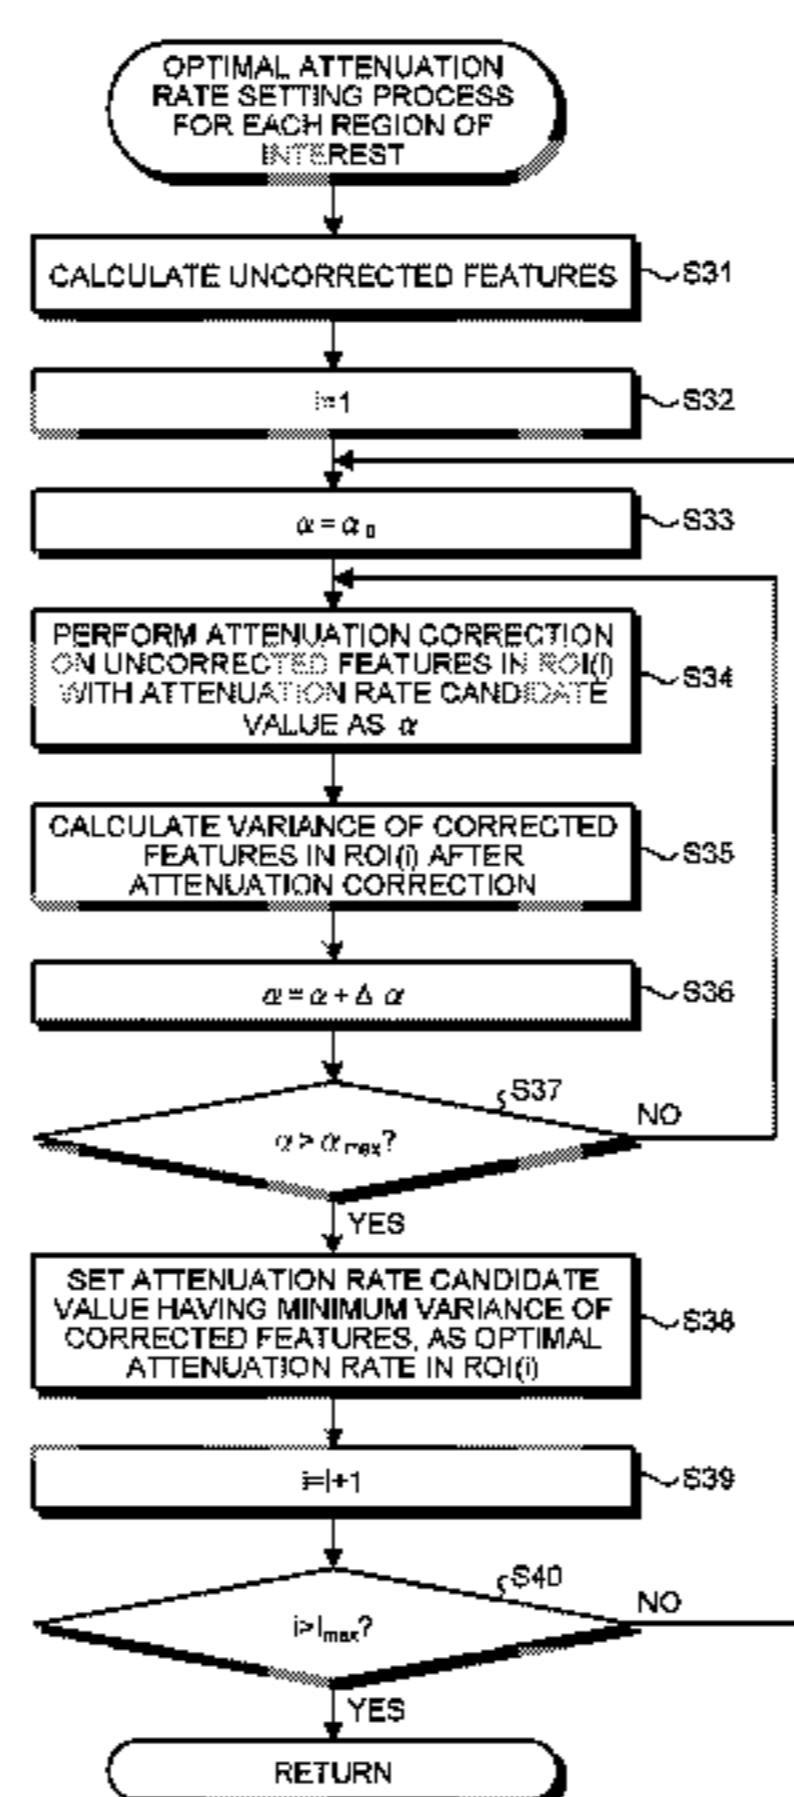 OPTIMAL ATTENUATION
RATE SETTING PROCESS
FOR EACH REGION OF
INTEREST
CALCULATE UNCORRECTED FEATURES
S31
i=1
S32
α = α 0
S33
PERFORM ATTENUATION CORRECTION
ON UNCORRECTED FEATURES IN ROI(i)
WITH ATTENUATION RATE CANDIDATE
VALUE AS α
S34
CALCULATE VARIANCE OF CORRECTED
FEATURES IN ROI(i) AFTER
ATTENUATION CORRECTION
S35
α = α + Δ α
S36
S37
α > α max?
NO
YES
SET ATTENUATION RATE CANDIDATE
VALUE HAVING MINIMUM VARIANCE OF
CORRECTED FEATURES, AS OPTIMAL
ATTENUATION RATE IN ROI(i)
S38
i=i+1
S39
S40
i>imax?
NO
YES
RETURN